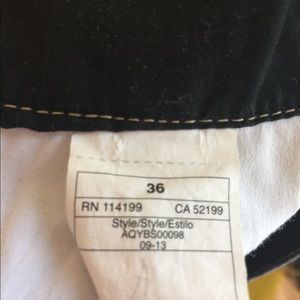 36
RN 114199 CA 52199
Style/Style/Estilo
AQYBS00098
09-13